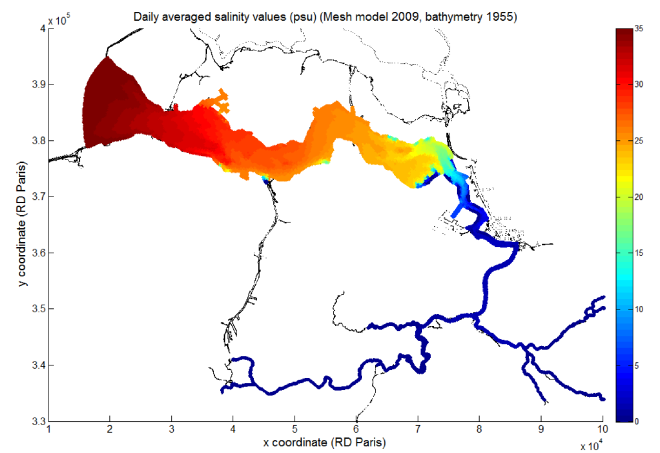 Daily averaged salinity values (psu) (Mesh model 2009, bathymetry 1955)
x 10^5
4
3.9
3.8
3.7
3.6
3.5
3.4
3.3
y coordinate (RD Paris)
1 2 3 4 5 6 7 8 9 10
x coordinate (RD Paris)
x 10^4
35
30
25
20
15
10
5
0